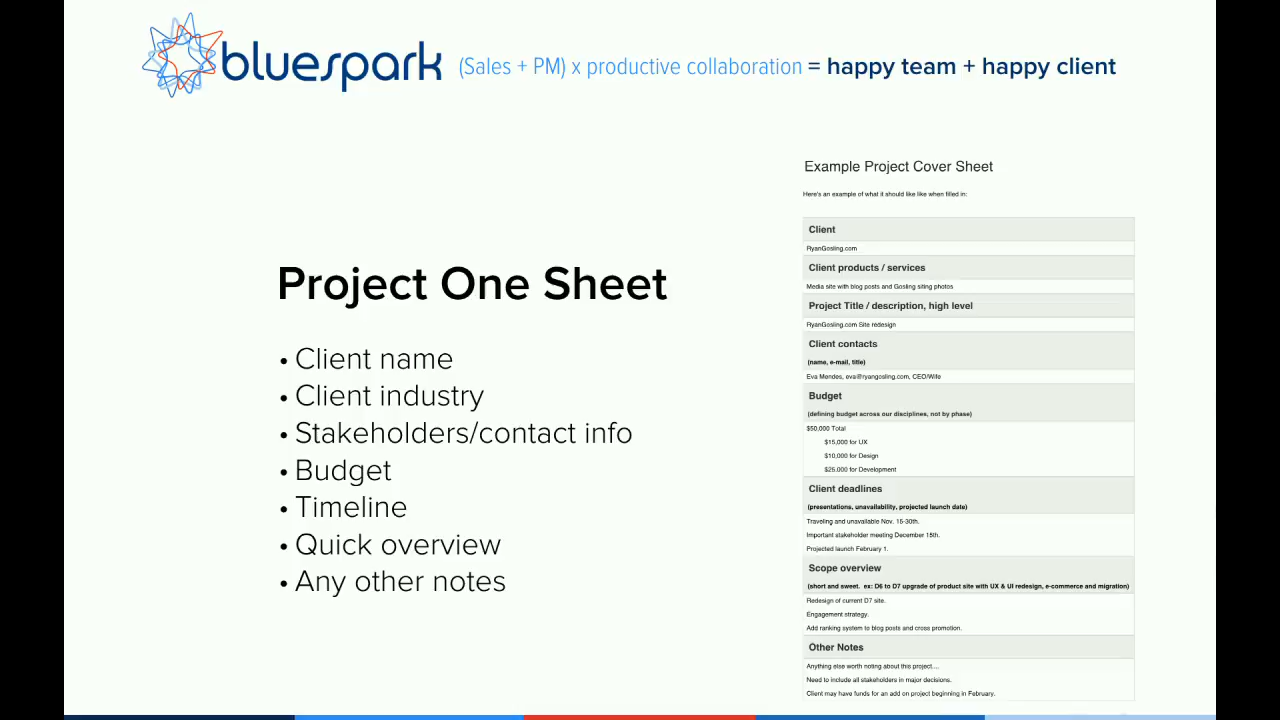 bluespark (Sales + PM) x productive collaboration = happy team + happy client
Project One Sheet
• Client name
• Client industry
• Stakeholders/contact info
• Budget
• Timeline
• Quick overview
• Any other notes
Example Project Cover Sheet
Here's an example of what it should like like when filled in:
Client
RyanGosling.com
Client products / services
Media site with blog posts and Gosling siting photos
Project Title / description, high level
RyanGosling.com Site redesign
Client contacts
(name, e-mail, title)
Eva Mendes, eva@ryangosling.com, CEO/Wife
Budget
(defining budget across our disciplines, not by phase)
$50,000 Total
$15,000 for UX
$10,000 for Design
$25,000 for Development
Client deadlines
(presentations, unavailability, projected launch date)
Traveling and unavailable Nov. 15-30th.
Important stakeholder meeting December 15th.
Projected launch February 1.
Scope overview
(short and sweet. ex: D6 to D7 upgrade of product site with UX & UI redesign, e-commerce and migration)
Redesign of current D7 site.
Engagement strategy.
Add ranking system to blog posts and cross promotion.
Other Notes
Anything else worth noting about this project....
Need to include all stakeholders in major decisions.
Client may have funds for an add on project beginning in February.